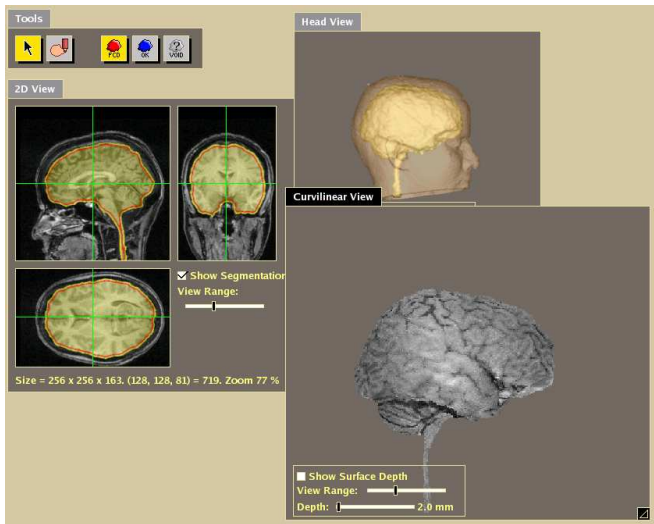 Tools
FCD
OK
VOID
2D View
Show Segmentation
View Range:
Size = 256 x 256 x 163. (128, 128, 81) = 719. Zoom 77 %
Head View
Curvilinear View
Show Surface Depth
View Range:
Depth: 2.0 mm